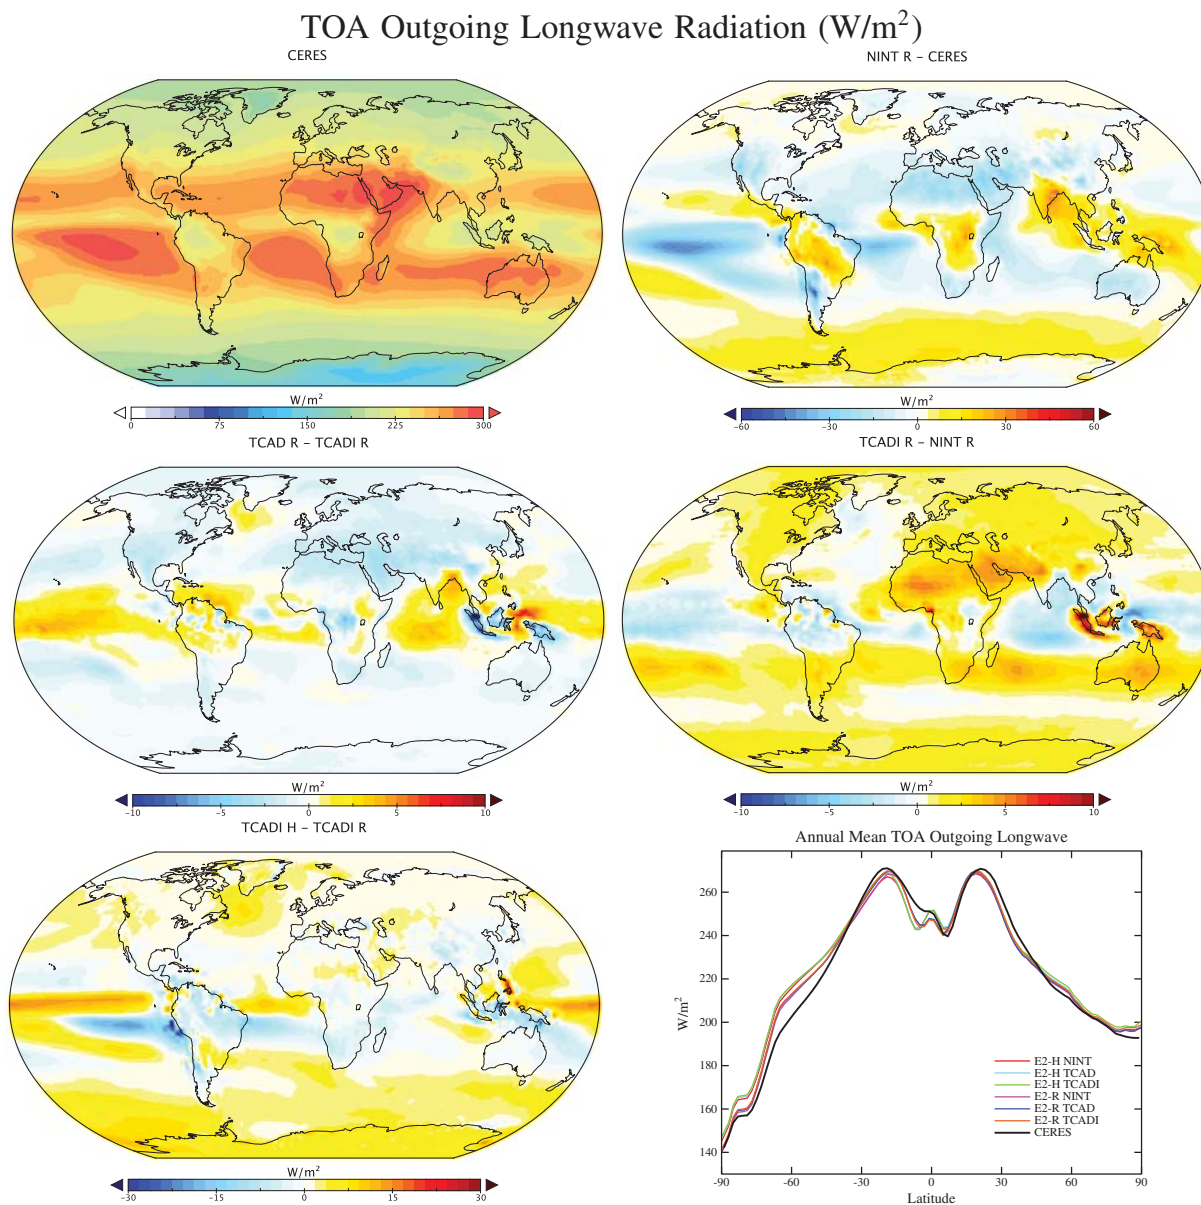 TOA Outgoing Longwave Radiation (W/m²)
CERES
NINT R – CERES
W/m²
0 75 150 225 300
W/m²
−60 −30 0 30 60
TCAD R – TCADI R
TCADI R – NINT R
W/m²
−10 −5 0 5 10
W/m²
−10 −5 0 5 10
TCADI H – TCADI R
W/m²
−30 −15 0 15 30
Annual Mean TOA Outgoing Longwave
260
240
220
200
180
160
140
W/m²
E2-H NINT
E2-H TCAD
E2-H TCADI
E2-R NINT
E2-R TCAD
E2-R TCADI
CERES
-90 -60 -30 0 30 60 90
Latitude